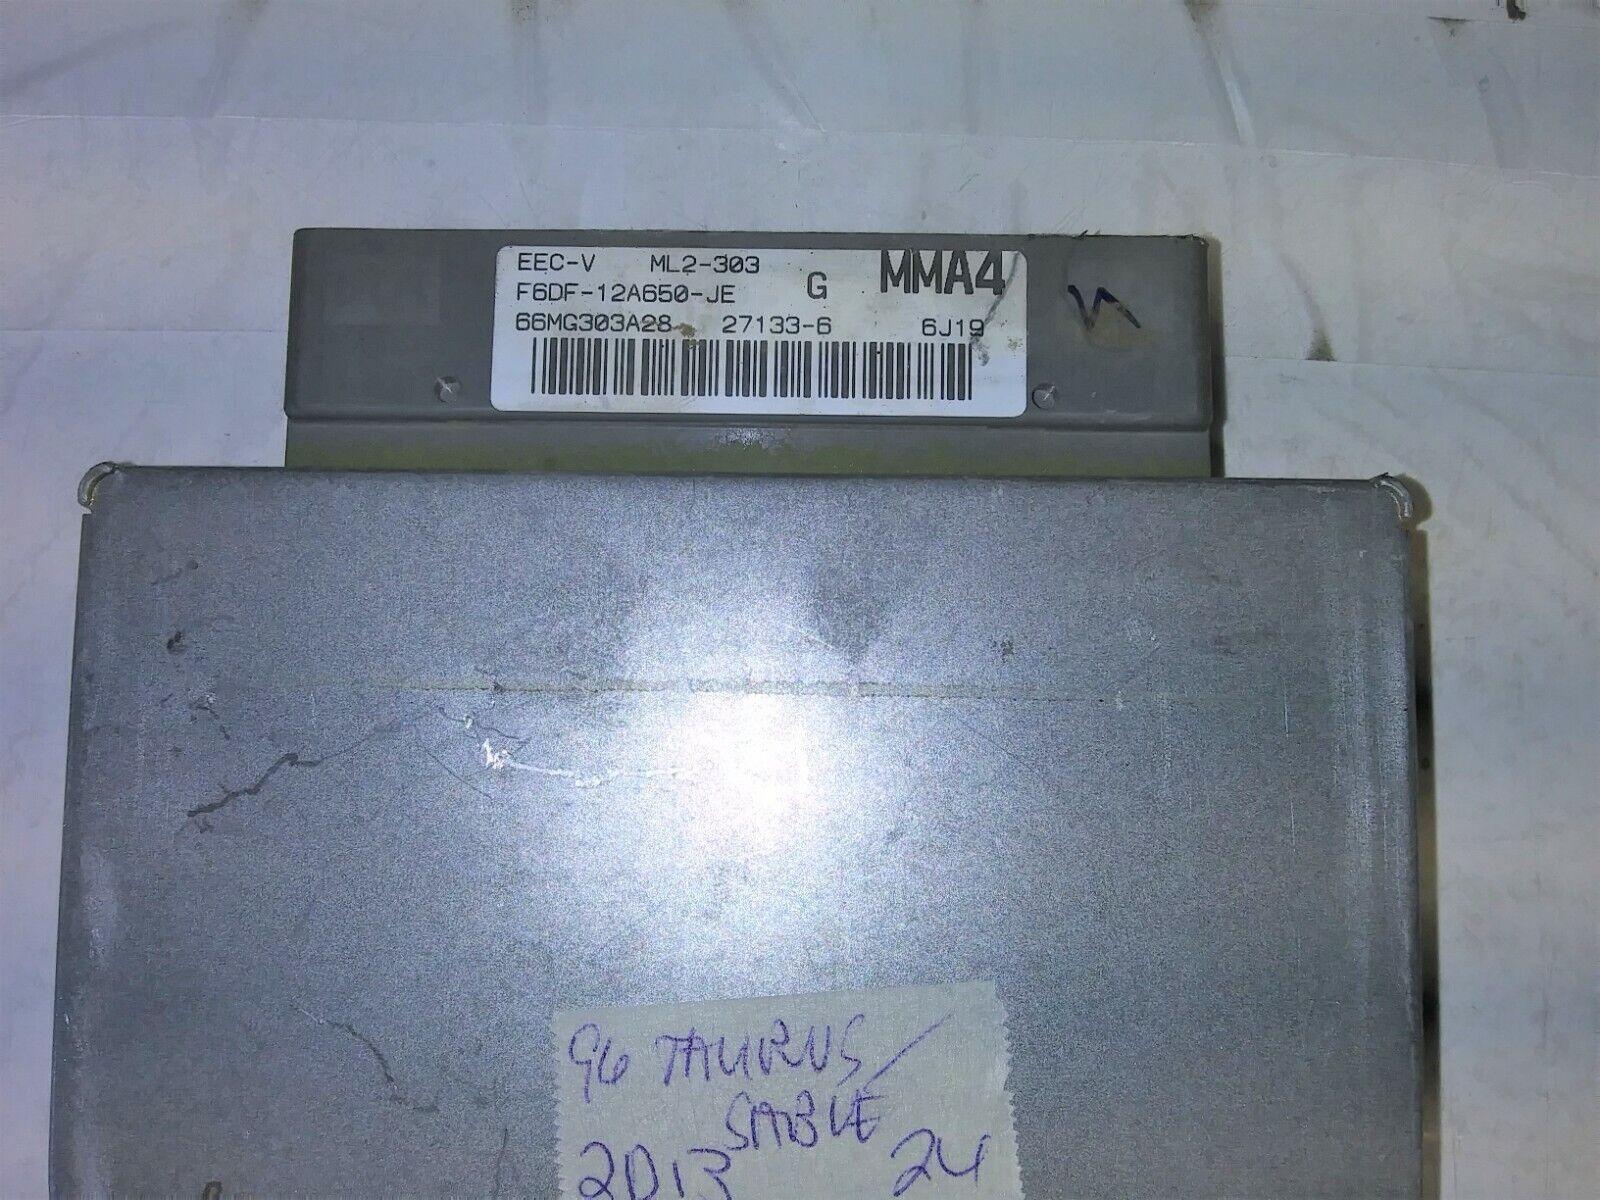 EEC-V ML2-303
F6DF-12A650-JE G MMA4
66MG303A28 27133-6 6J19
96 TAURUS/
SABLE
2D13 24